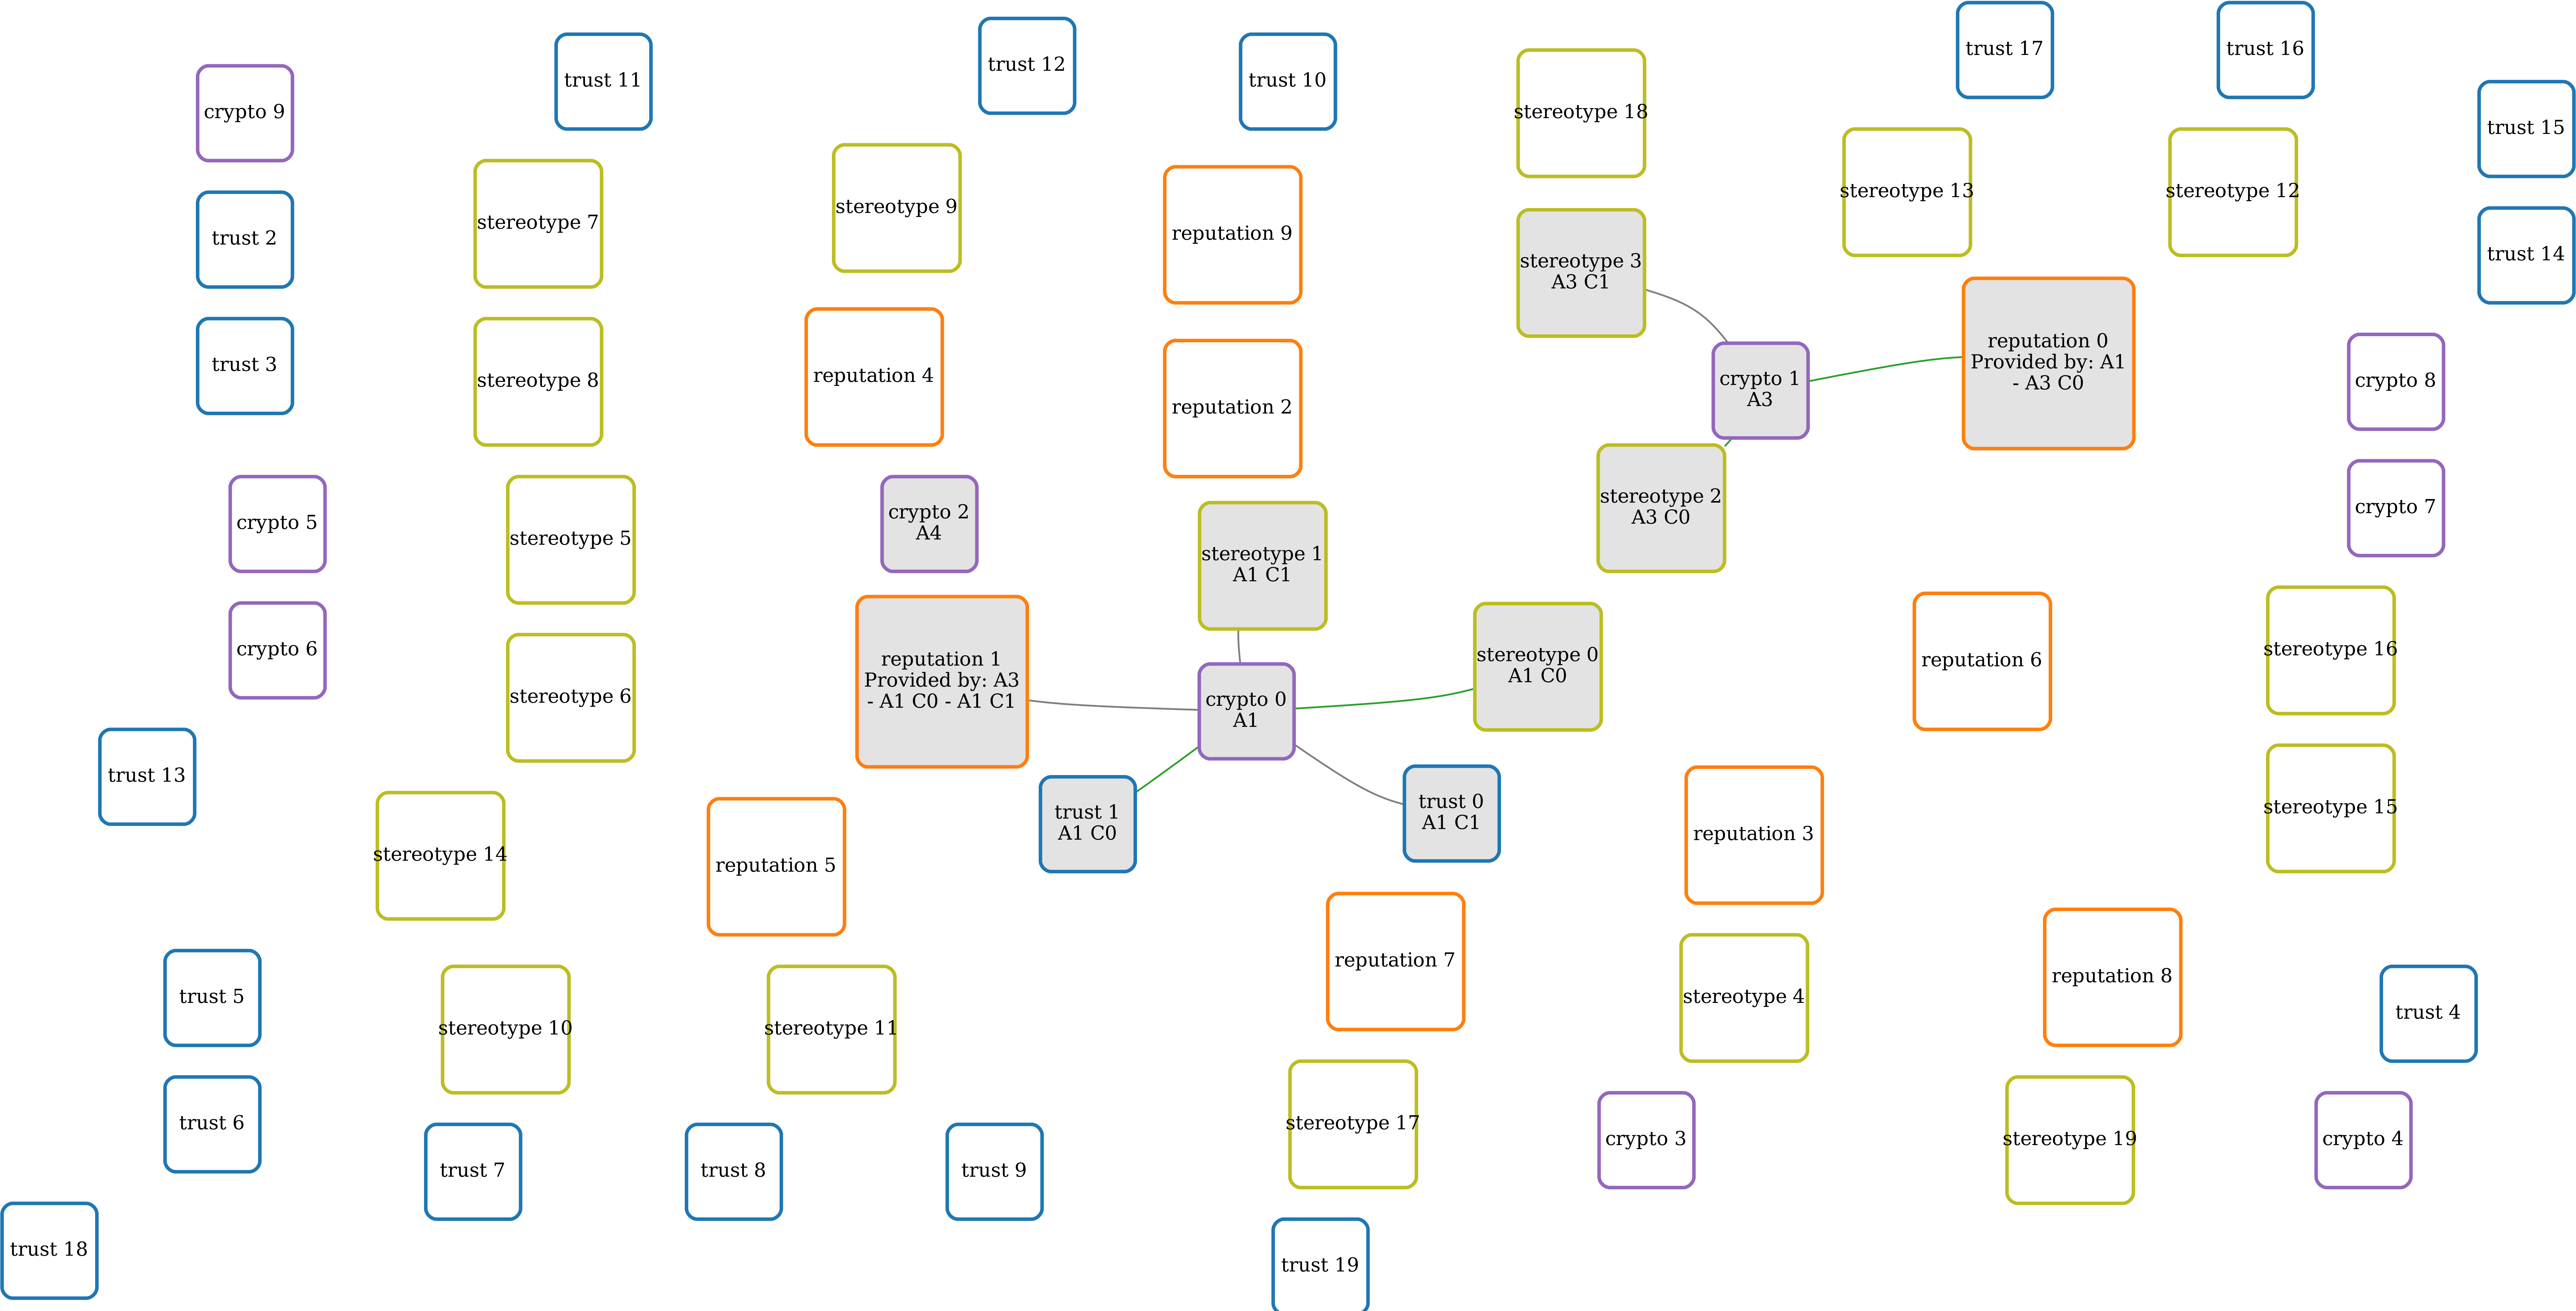 trust 17
trust 16
trust 12
trust 11
trust 10
crypto 9
stereotype 18
trust 15
stereotype 13
stereotype 12
stereotype 9
stereotype 7
reputation 9
trust 2
trust 14
stereotype 3
A3 C1
reputation 0
Provided by: A1
- A3 C0
trust 3
stereotype 8
reputation 4
crypto 1
A3
crypto 8
reputation 2
stereotype 2
A3 C0
crypto 7
crypto 5
crypto 2
A4
stereotype 5
stereotype 1
A1 C1
crypto 6
stereotype 16
stereotype 0
A1 C0
reputation 6
reputation 1
Provided by: A3
- A1 C0 - A1 C1
stereotype 6
crypto 0
A1
trust 13
trust 0
A1 C1
stereotype 15
trust 1
A1 C0
reputation 3
stereotype 14
reputation 5
reputation 7
reputation 8
trust 5
stereotype 4
trust 4
stereotype 10
stereotype 11
trust 6
stereotype 17
crypto 3
stereotype 19
crypto 4
trust 7
trust 8
trust 9
trust 18
trust 19